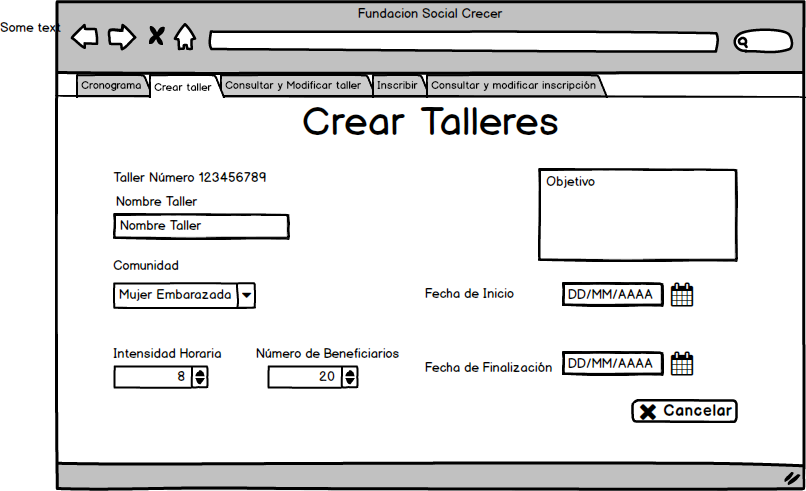 Fundacion Social Crecer
Some text
Cronograma
Crear taller
Consultar y Modificar taller
Inscribir
Consultar y modificar inscripción
Crear Talleres
Taller Número 123456789
Nombre Taller
Nombre Taller
Objetivo
Comunidad
Mujer Embarazada
Fecha de Inicio
DD/MM/AAAA
Intensidad Horaria
8
Número de Beneficiarios
20
Fecha de Finalización
DD/MM/AAAA
Cancelar